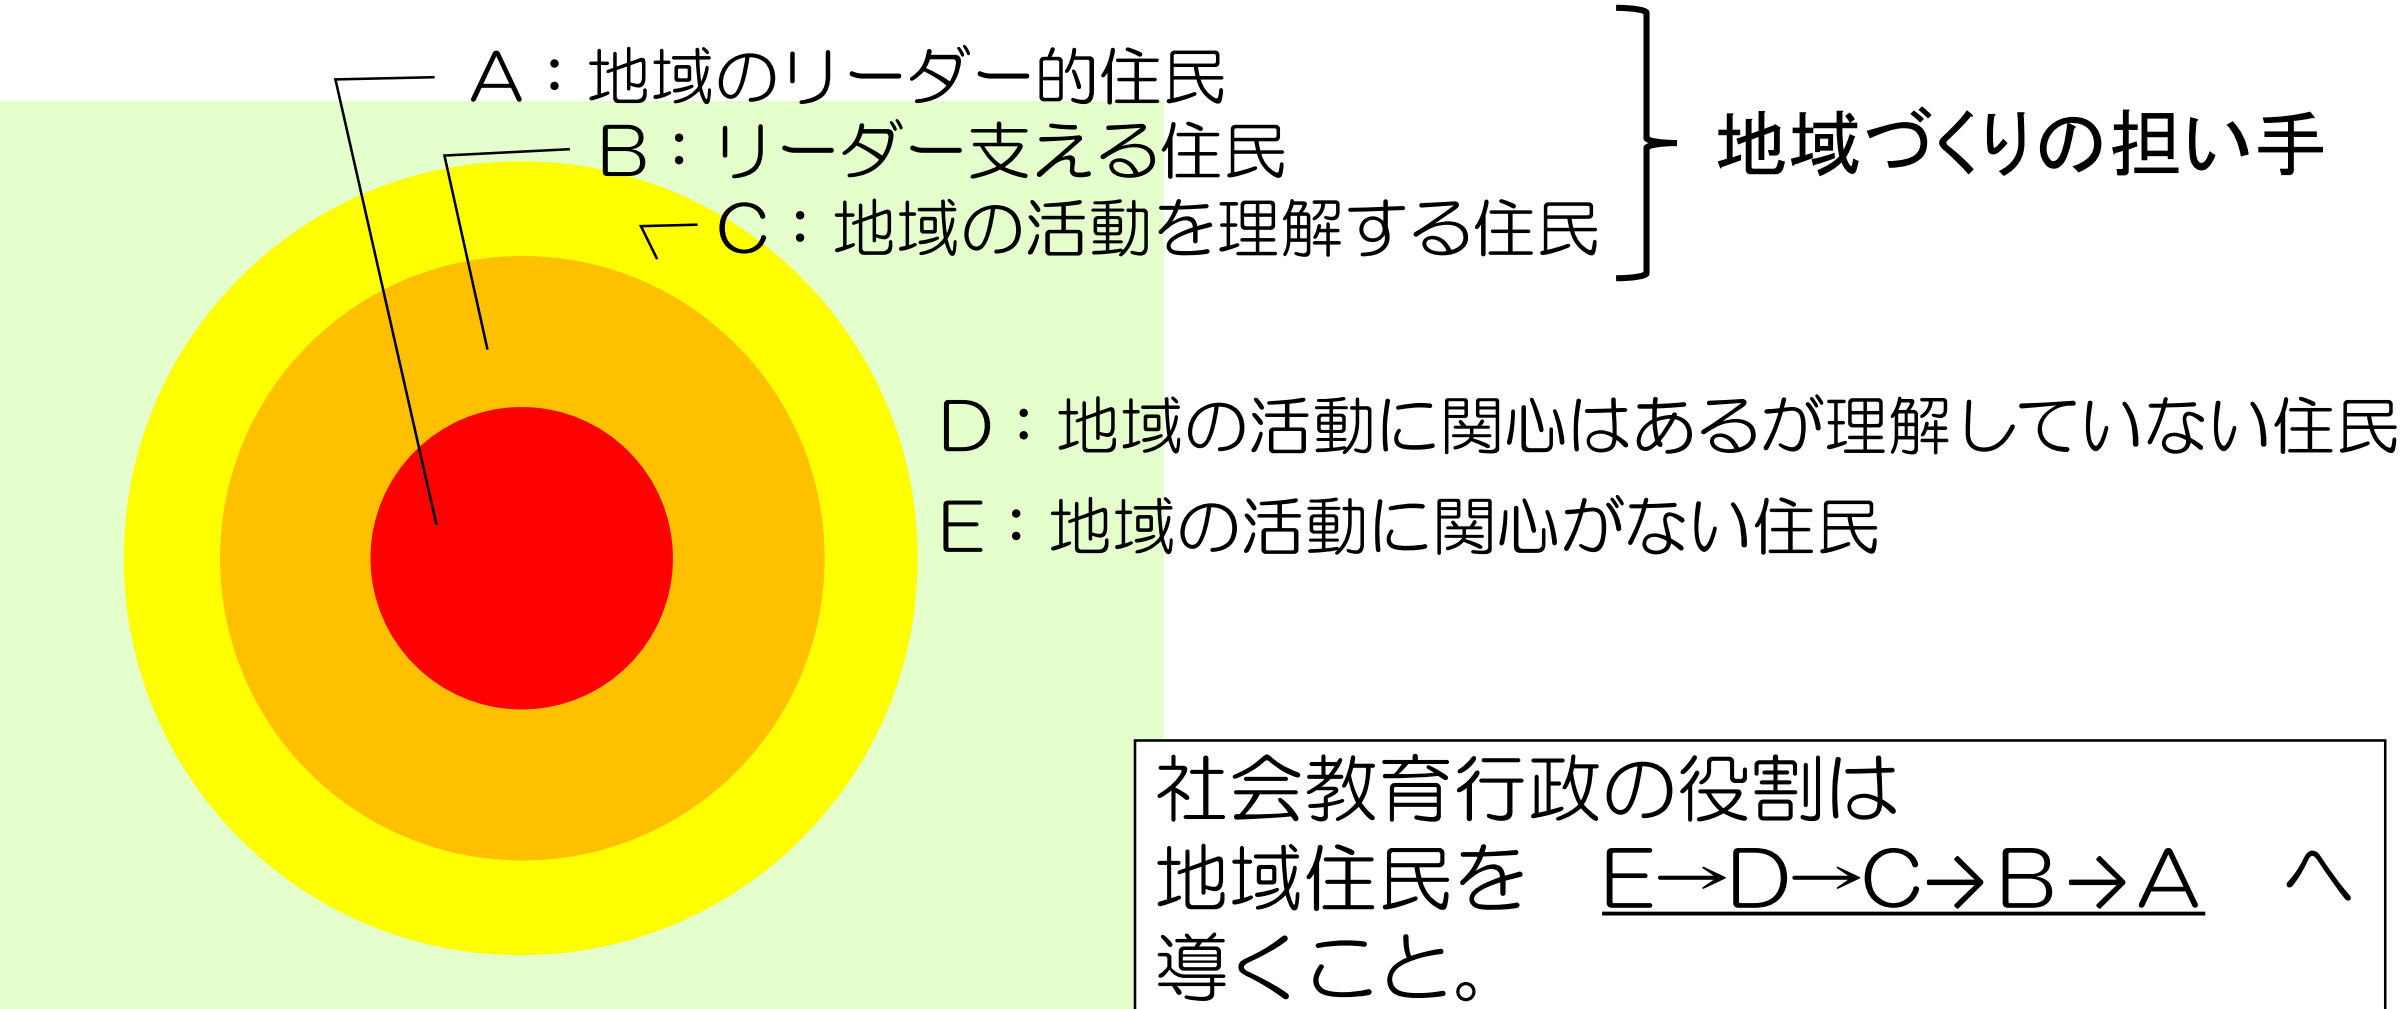 A：地域のリーダー的住民
B：リーダー支える住民
C：地域の活動を理解する住民
地域づくりの担い手
D：地域の活動に関心はあるが理解していない住民
E：地域の活動に関心がない住民
社会教育行政の役割は
地域住民を　E→D→C→B→A　へ
導くこと。